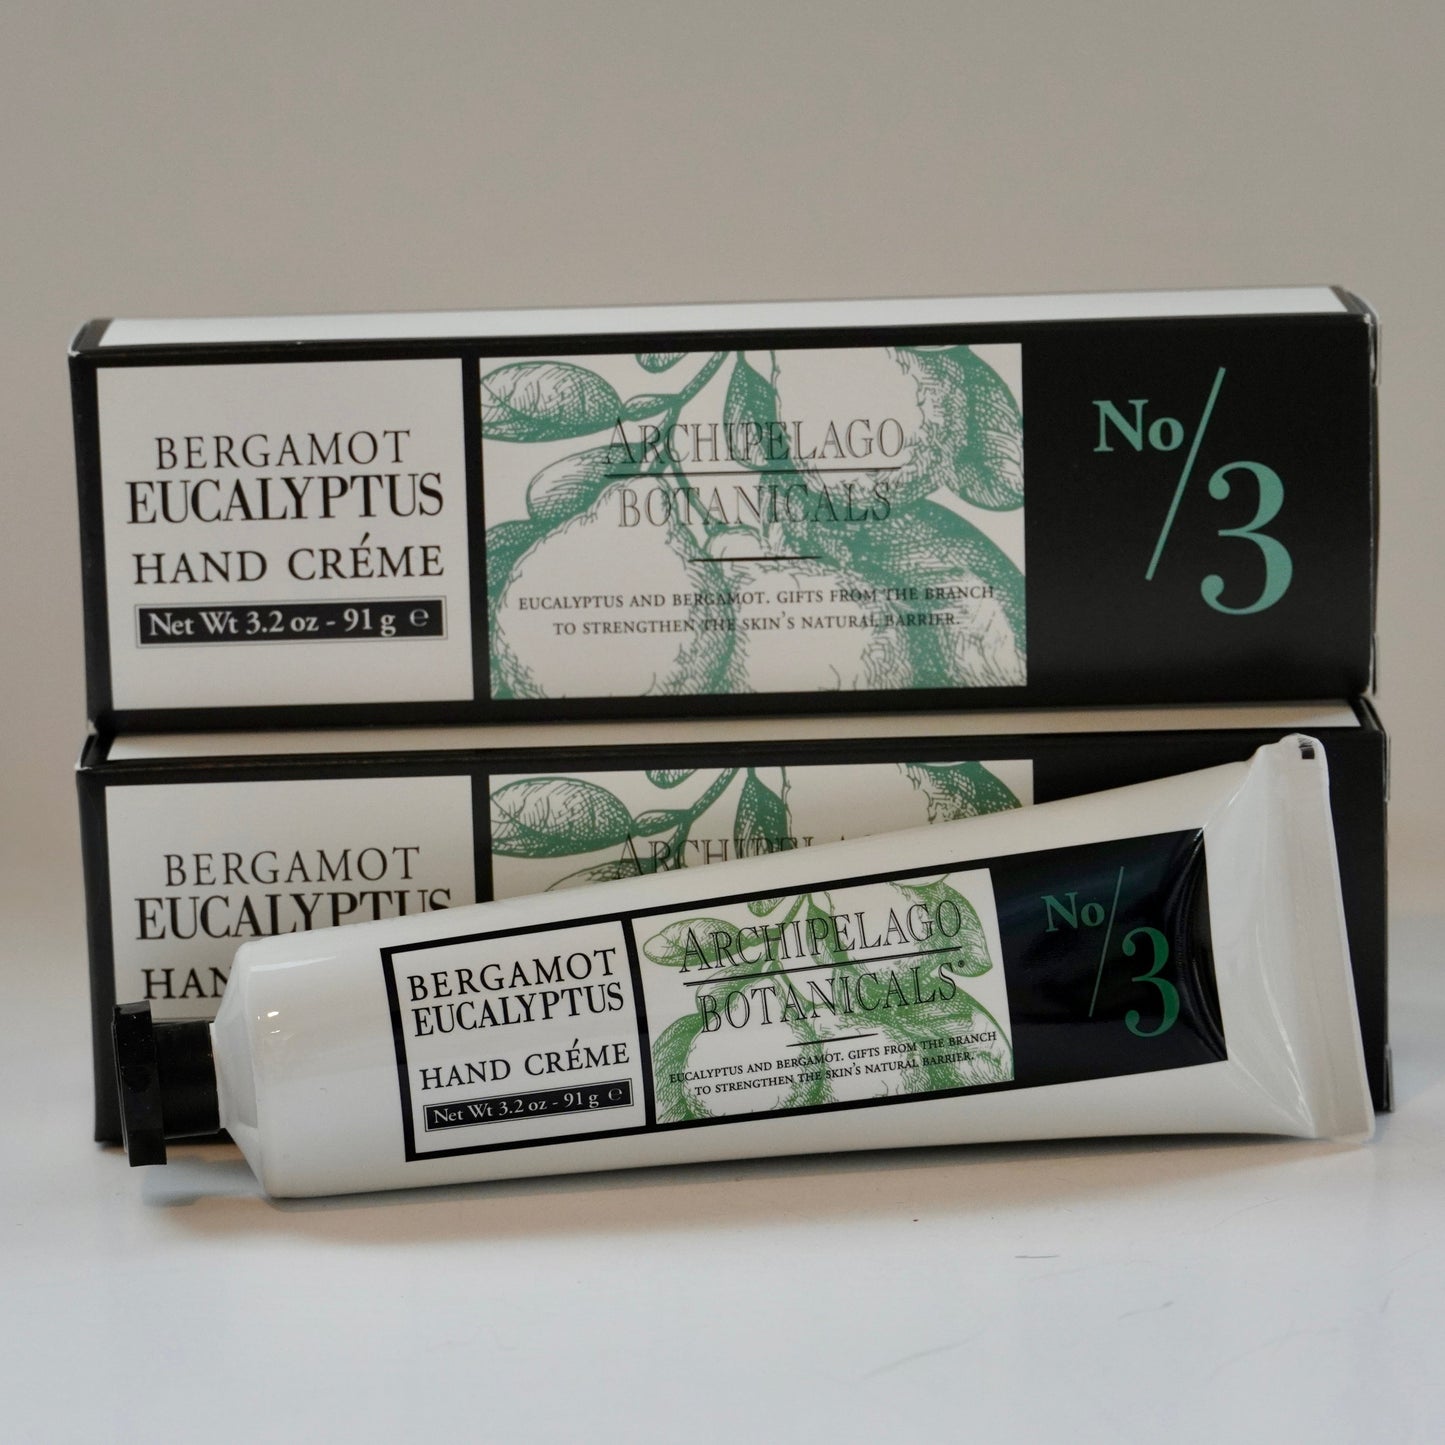 BERGAMOT
EUCALYPTUS
HAND CRÉME
Net Wt 3.2 oz - 91 g ℮
ARCHIPELAGO
BOTANICALS
EUCALYPTUS AND BERGAMOT. GIFTS FROM THE BRANCH
TO STRENGTHEN THE SKIN'S NATURAL BARRIER.
No/3
BERGAMOT
EUCALYPTUS
HAN
ARCHIPELAGO
BERGAMOT
EUCALYPTUS
HAND CRÉME
Net Wt 3.2 oz - 91 g ℮
ARCHIPELAGO
BOTANICALS®
EUCALYPTUS AND BERGAMOT. GIFTS FROM THE BRANCH
TO STRENGTHEN THE SKIN'S NATURAL BARRIER.
No/3